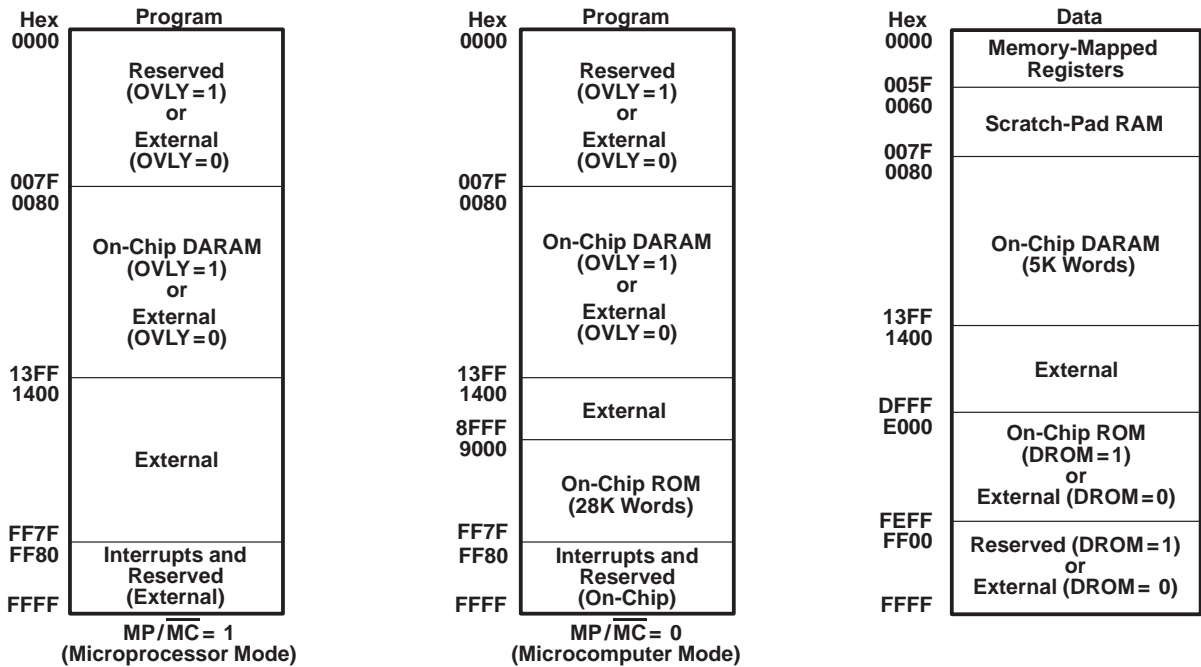 Hex Program
0000
Reserved
(OVLY = 1)
or
External
(OVLY = 0)
007F
0080
On-Chip DARAM
(OVLY = 1)
or
External
(OVLY = 0)
13FF
1400
External
FF7F
FF80
Interrupts and
Reserved
(External)
FFFF
MP/MC = 1
(Microprocessor Mode)
Hex Program
0000
Reserved
(OVLY = 1)
or
External
(OVLY = 0)
007F
0080
On-Chip DARAM
(OVLY = 1)
or
External
(OVLY = 0)
13FF
1400
External
8FFF
9000
On-Chip ROM
(28K Words)
FF7F
FF80
Interrupts and
Reserved
(On-Chip)
FFFF
MP/MC = 0
(Microcomputer Mode)
Hex Data
0000
Memory-Mapped
Registers
005F
0060
Scratch-Pad RAM
007F
0080
On-Chip DARAM
(5K Words)
13FF
1400
External
DFFF
E000
On-Chip ROM
(DROM = 1)
or
External (DROM = 0)
FEFF
FF00
Reserved (DROM = 1)
or
External (DROM = 0)
FFFF